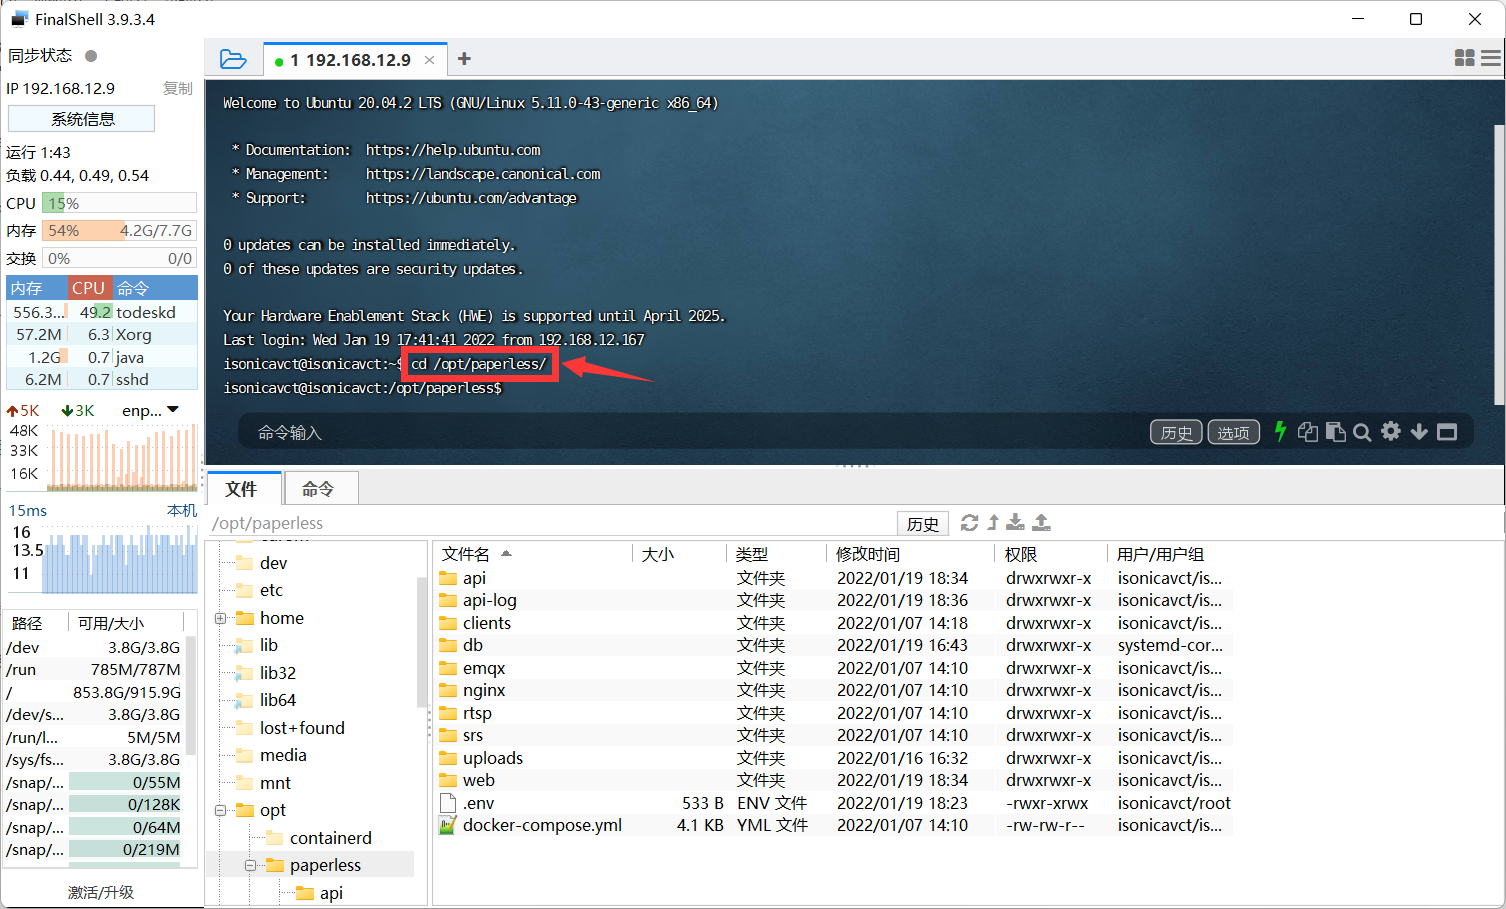 FinalShell 3.9.3.4
同步状态
IP 192.168.12.9 复制
系统信息
运行 1:43
负载 0.44, 0.49, 0.54
CPU 15%
内存 54% 4.2G/7.7G
交换 0% 0/0
内存 CPU 命令
556.3... 49.2 todeskd
57.2M 6.3 Xorg
1.2G 0.7 java
6.2M 0.7 sshd
5K 3K enp...
48K
33K
16K
15ms 本机
16
13.5
11
路径 可用/大小
/dev 3.8G/3.8G
/run 785M/787M
/ 853.8G/915.9G
/dev/s... 3.8G/3.8G
/run/l... 5M/5M
/sys/fs... 3.8G/3.8G
/snap/... 0/55M
/snap/... 0/128K
/snap/... 0/64M
/snap/... 0/219M
激活/升级
1 192.168.12.9
Welcome to Ubuntu 20.04.2 LTS (GNU/Linux 5.11.0-43-generic x86_64)
* Documentation: https://help.ubuntu.com
* Management: https://landscape.canonical.com
* Support: https://ubuntu.com/advantage
0 updates can be installed immediately.
0 of these updates are security updates.
Your Hardware Enablement Stack (HWE) is supported until April 2025.
Last login: Wed Jan 19 17:41:41 2022 from 192.168.12.167
isonicavct@isonicavct:~$ cd /opt/paperless/
isonicavct@isonicavct:/opt/paperless$
命令输入 历史 选项
文件 命令
/opt/paperless 历史
dev
etc
home
lib
lib32
lib64
lost+found
media
mnt
opt
containerd
paperless
api
文件名 大小 类型 修改时间 权限 用户/用户组
api 文件夹 2022/01/19 18:34 drwxrwxr-x isonicavct/is...
api-log 文件夹 2022/01/19 18:36 drwxrwxr-x isonicavct/is...
clients 文件夹 2022/01/07 14:18 drwxrwxr-x isonicavct/is...
db 文件夹 2022/01/19 16:43 drwxrwxr-x systemd-cor...
emqx 文件夹 2022/01/07 14:10 drwxrwxr-x isonicavct/is...
nginx 文件夹 2022/01/07 14:10 drwxrwxr-x isonicavct/is...
rtsp 文件夹 2022/01/07 14:10 drwxrwxr-x isonicavct/is...
srs 文件夹 2022/01/07 14:10 drwxrwxr-x isonicavct/is...
uploads 文件夹 2022/01/16 16:32 drwxrwxr-x isonicavct/is...
web 文件夹 2022/01/19 18:34 drwxrwxr-x isonicavct/is...
.env 533 B ENV 文件 2022/01/19 18:23 -rwxr-xrwx isonicavct/root
docker-compose.yml 4.1 KB YML 文件 2022/01/07 14:10 -rw-rw-r-- isonicavct/is...